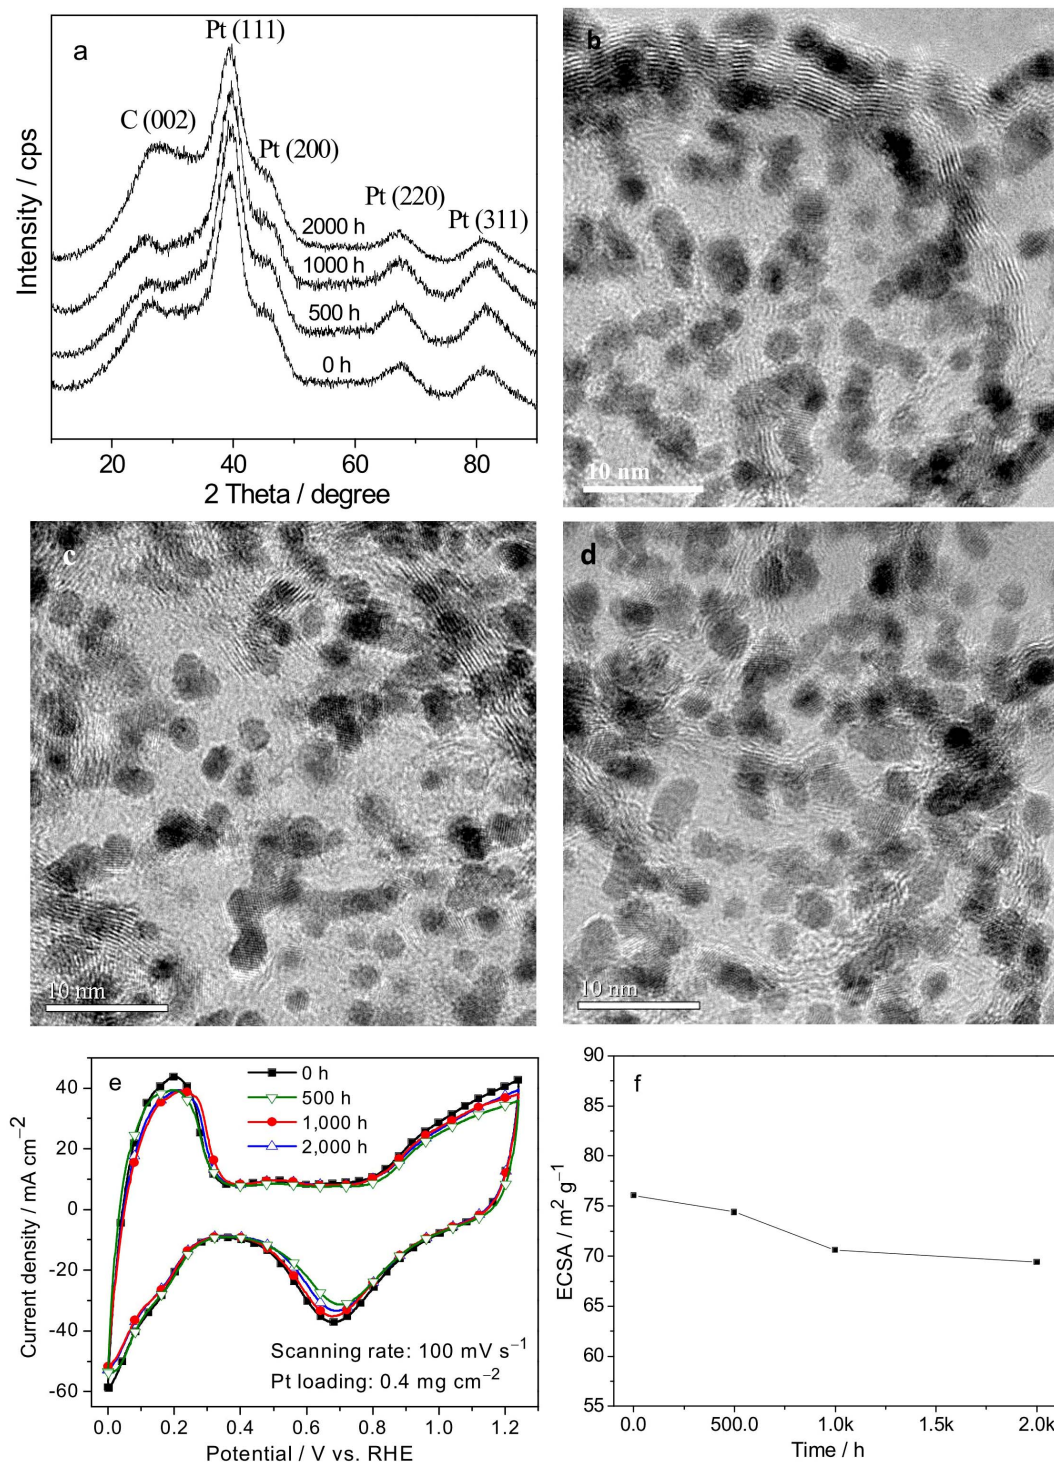 a
Pt (111)
C (002)
Pt (200)
Pt (220)
Pt (311)
2000 h
1000 h
500 h
0 h
Intensity / cps
20 40 60 80
2 Theta / degree
b
10 nm
c
10 nm
d
10 nm
e
0 h
500 h
1,000 h
2,000 h
Scanning rate: 100 mV s⁻¹
Pt loading: 0.4 mg cm⁻²
Current density / mA cm⁻²
40
20
0
-20
-40
-60
0.0 0.2 0.4 0.6 0.8 1.0 1.2
Potential / V vs. RHE
f
ECSA / m² g⁻¹
90
85
80
75
70
65
60
55
0.0 500.0 1.0k 1.5k 2.0k
Time / h